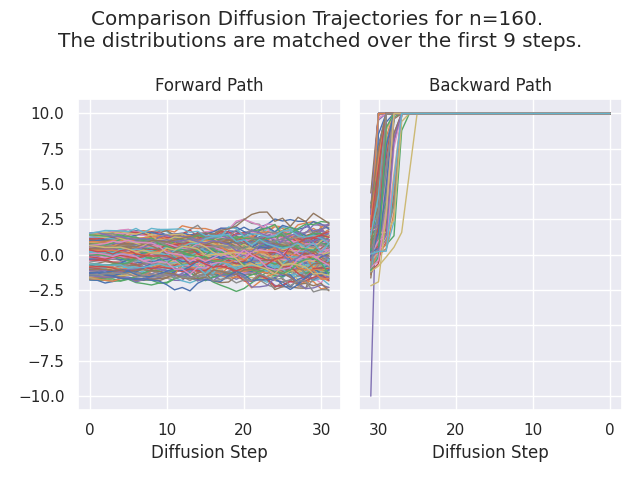 Comparison Diffusion Trajectories for n=160.
The distributions are matched over the first 9 steps.
Forward Path
Backward Path
10.0
7.5
5.0
2.5
0.0
−2.5
−5.0
−7.5
−10.0
0 10 20 30
30 20 10 0
Diffusion Step
Diffusion Step